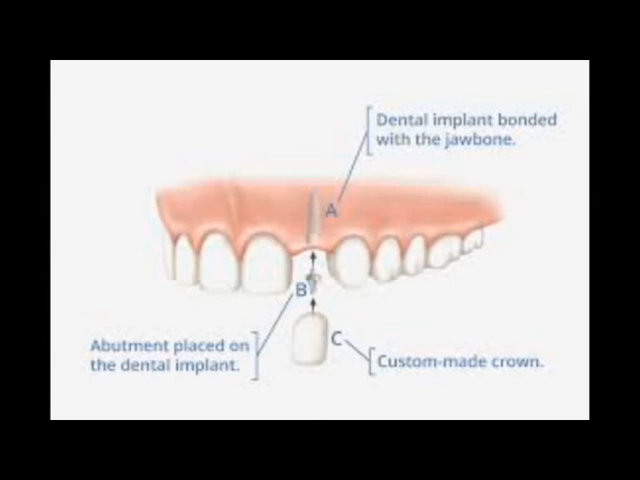 Dental implant bonded
with the jawbone.
A
B
Abutment placed on
the dental implant.
C
Custom-made crown.